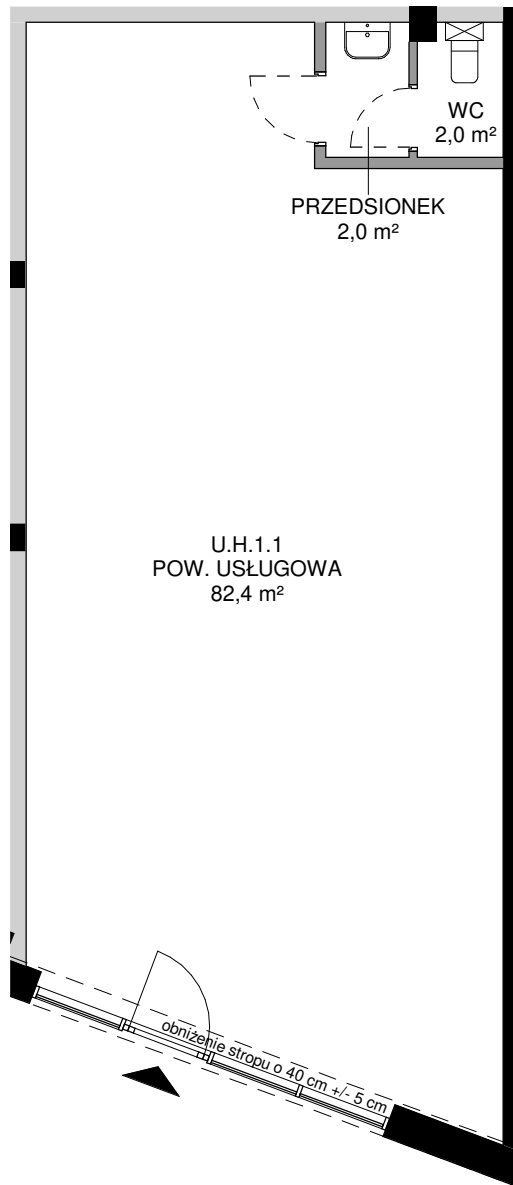 WC
2,0 m²
PRZEDSIONEK
2,0 m²
U.H.1.1
POW. USŁUGOWA
82,4 m²
obniżenie stropu o 40 cm +/- 5 cm